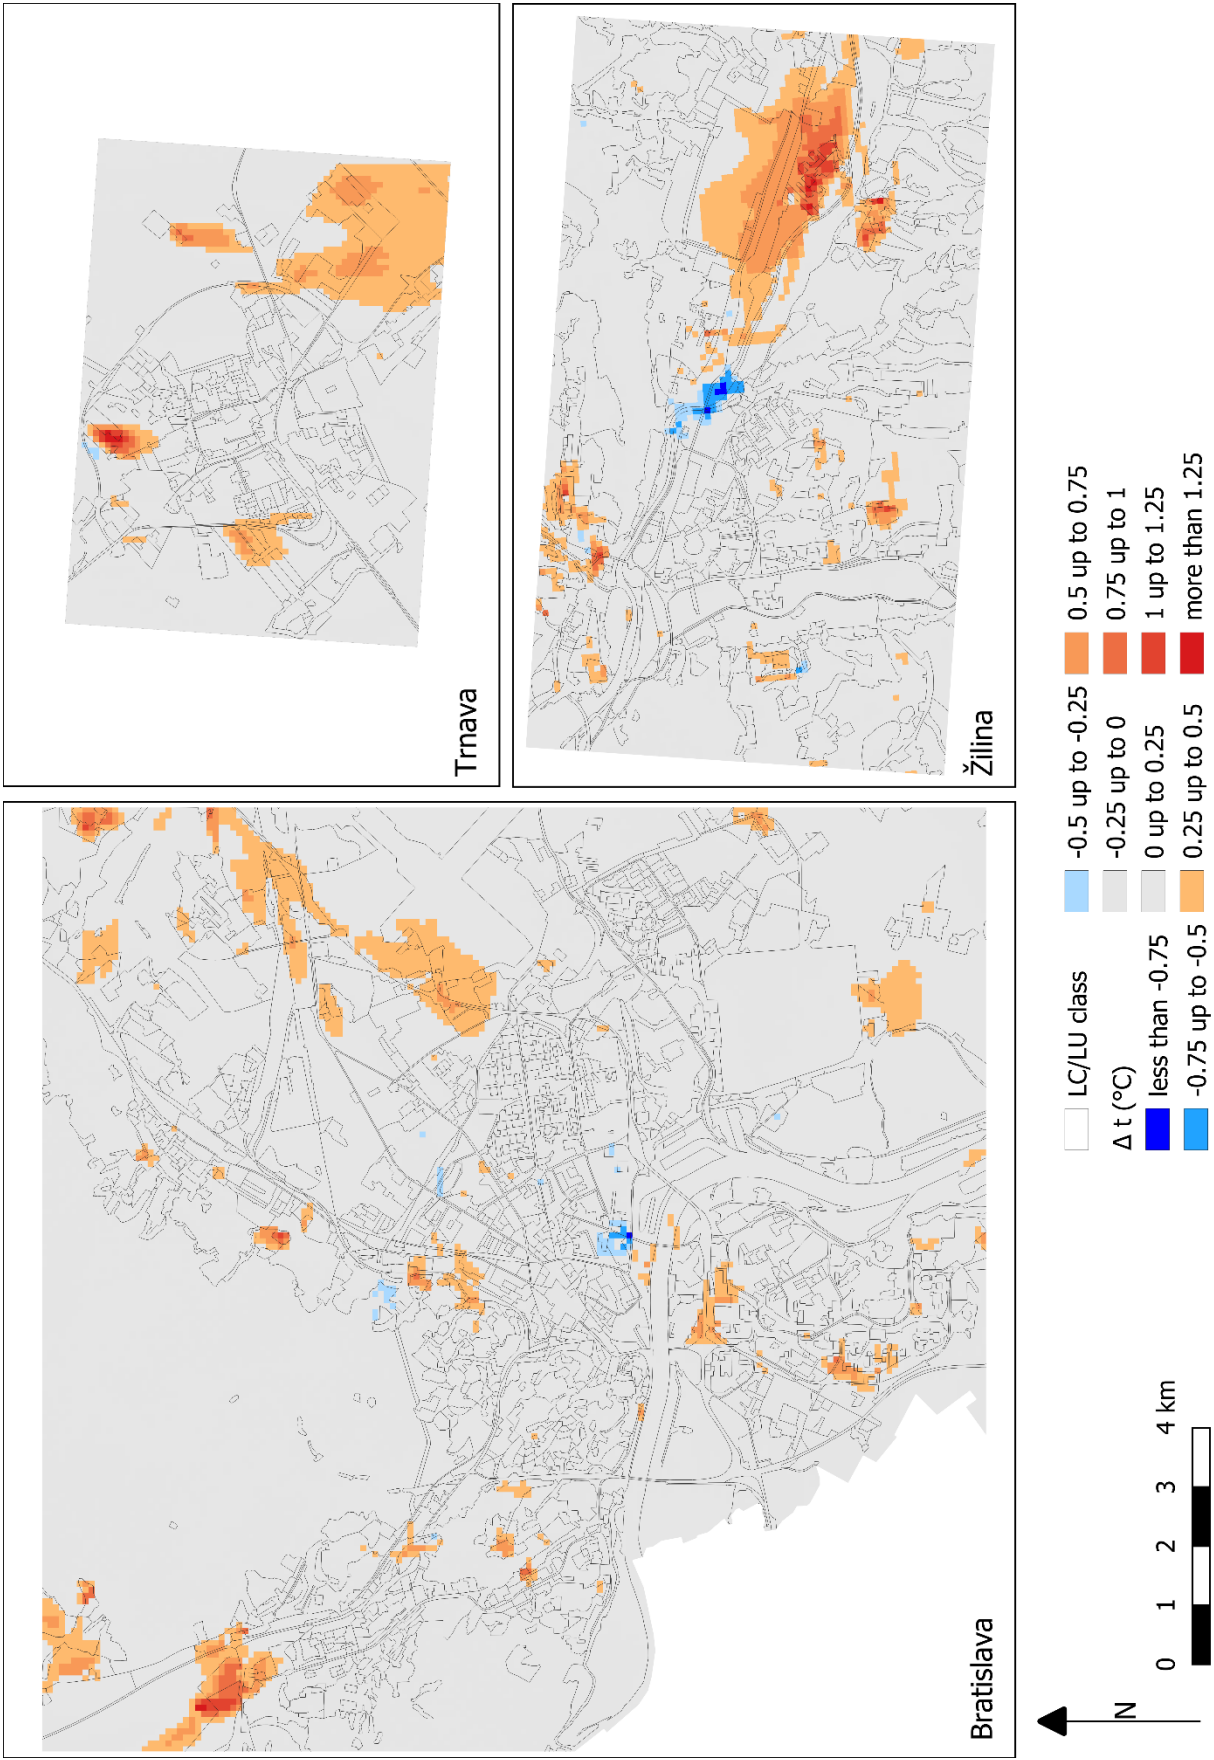 Bratislava
Trnava
Žilina
N
0 1 2 3 4 km
LC/LU class
Δ t (°C)
less than -0.75
-0.75 up to -0.5
-0.5 up to -0.25
-0.25 up to 0
0 up to 0.25
0.25 up to 0.5
0.5 up to 0.75
0.75 up to 1
1 up to 1.25
more than 1.25